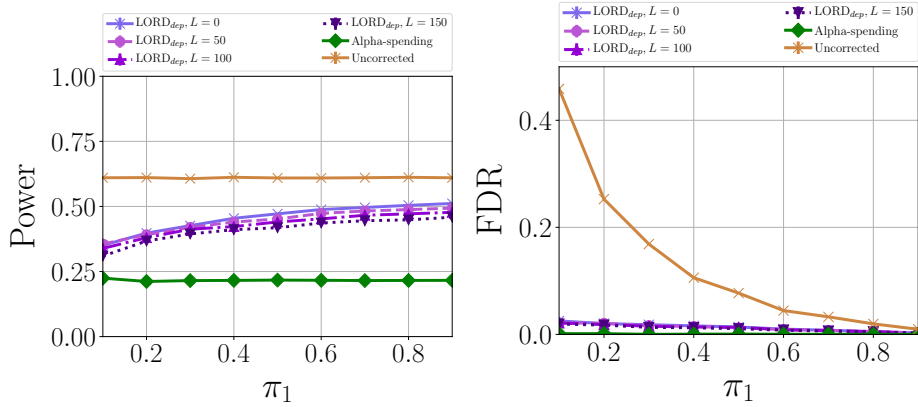 LORD_dep, L = 0
LORD_dep, L = 50
LORD_dep, L = 100
LORD_dep, L = 150
Alpha-spending
Uncorrected
1.00
0.75
0.50
0.25
0.00
Power
0.2 0.4 0.6 0.8
π₁
LORD_dep, L = 0
LORD_dep, L = 50
LORD_dep, L = 100
LORD_dep, L = 150
Alpha-spending
Uncorrected
0.4
0.2
0.0
FDR
0.2 0.4 0.6 0.8
π₁